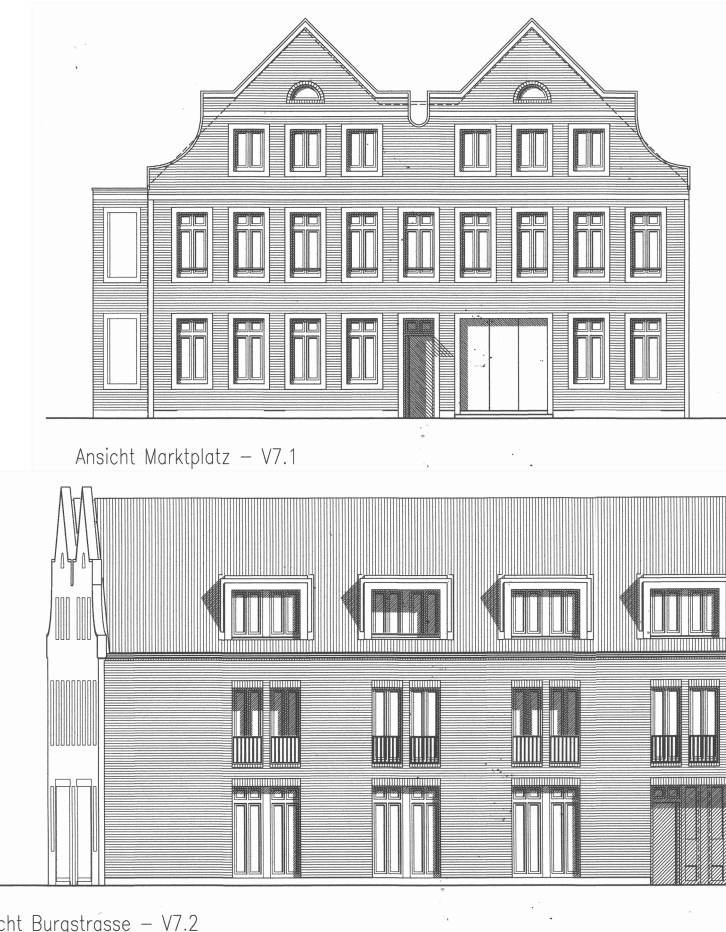 Ansicht Marktplatz – V7.1
cht Burgstrasse – V7.2